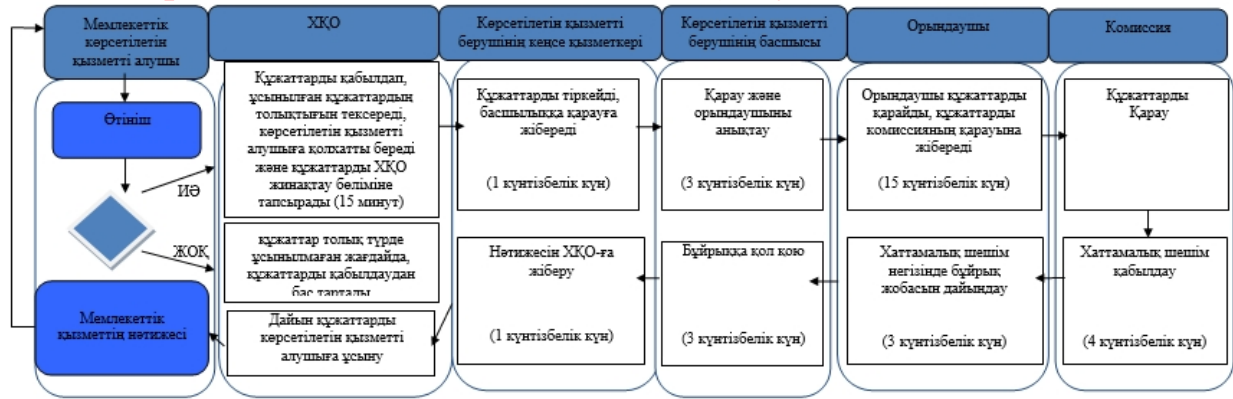 Мемлекеттік
көрсетілетін
қызметті алушы
ХҚО
Көрсетілетін қызметті
берушінің кеңсе қызметкері
Көрсетілетін қызметті
берушінің басшысы
Орындаушы
Комиссия
Өтініш
ИӘ
ЖОҚ
Мемлекеттік
қызметтің нәтижесі
Құжаттарды қабылдап,
ұсынылған құжаттардың
толықтығын тексереді,
көрсетілетін қызметті
алушыға қолхатты береді
және құжаттарды ХҚО
жинақтау бөліміне
тапсырады (15 минут)
құжаттар толық түрде
ұсынылмаған жағдайда,
құжаттарды қабылдаудан
бас тартады
Дайын құжаттарды
көрсетілетін қызметті
алушыға ұсыну
Құжаттарды тіркейді,
басшылыққа қарауға
жібереді
(1 күнтізбелік күн)
Нәтижесін ХҚО-ға
жіберу
(1 күнтізбелік күн)
Қарау және
орындаушыны
анықтау
(3 күнтізбелік күн)
Бұйрыққа қол қою
(3 күнтізбелік күн)
Орындаушы құжаттарды
қарайды, құжаттарды
комиссияның қарауына
жібереді
(15 күнтізбелік күн)
Хаттамалық шешім
негізінде бұйрық
жобасын дайындау
(3 күнтізбелік күн)
Құжаттарды
Қарау
Хаттамалық шешім
қабылдау
(4 күнтізбелік күн)